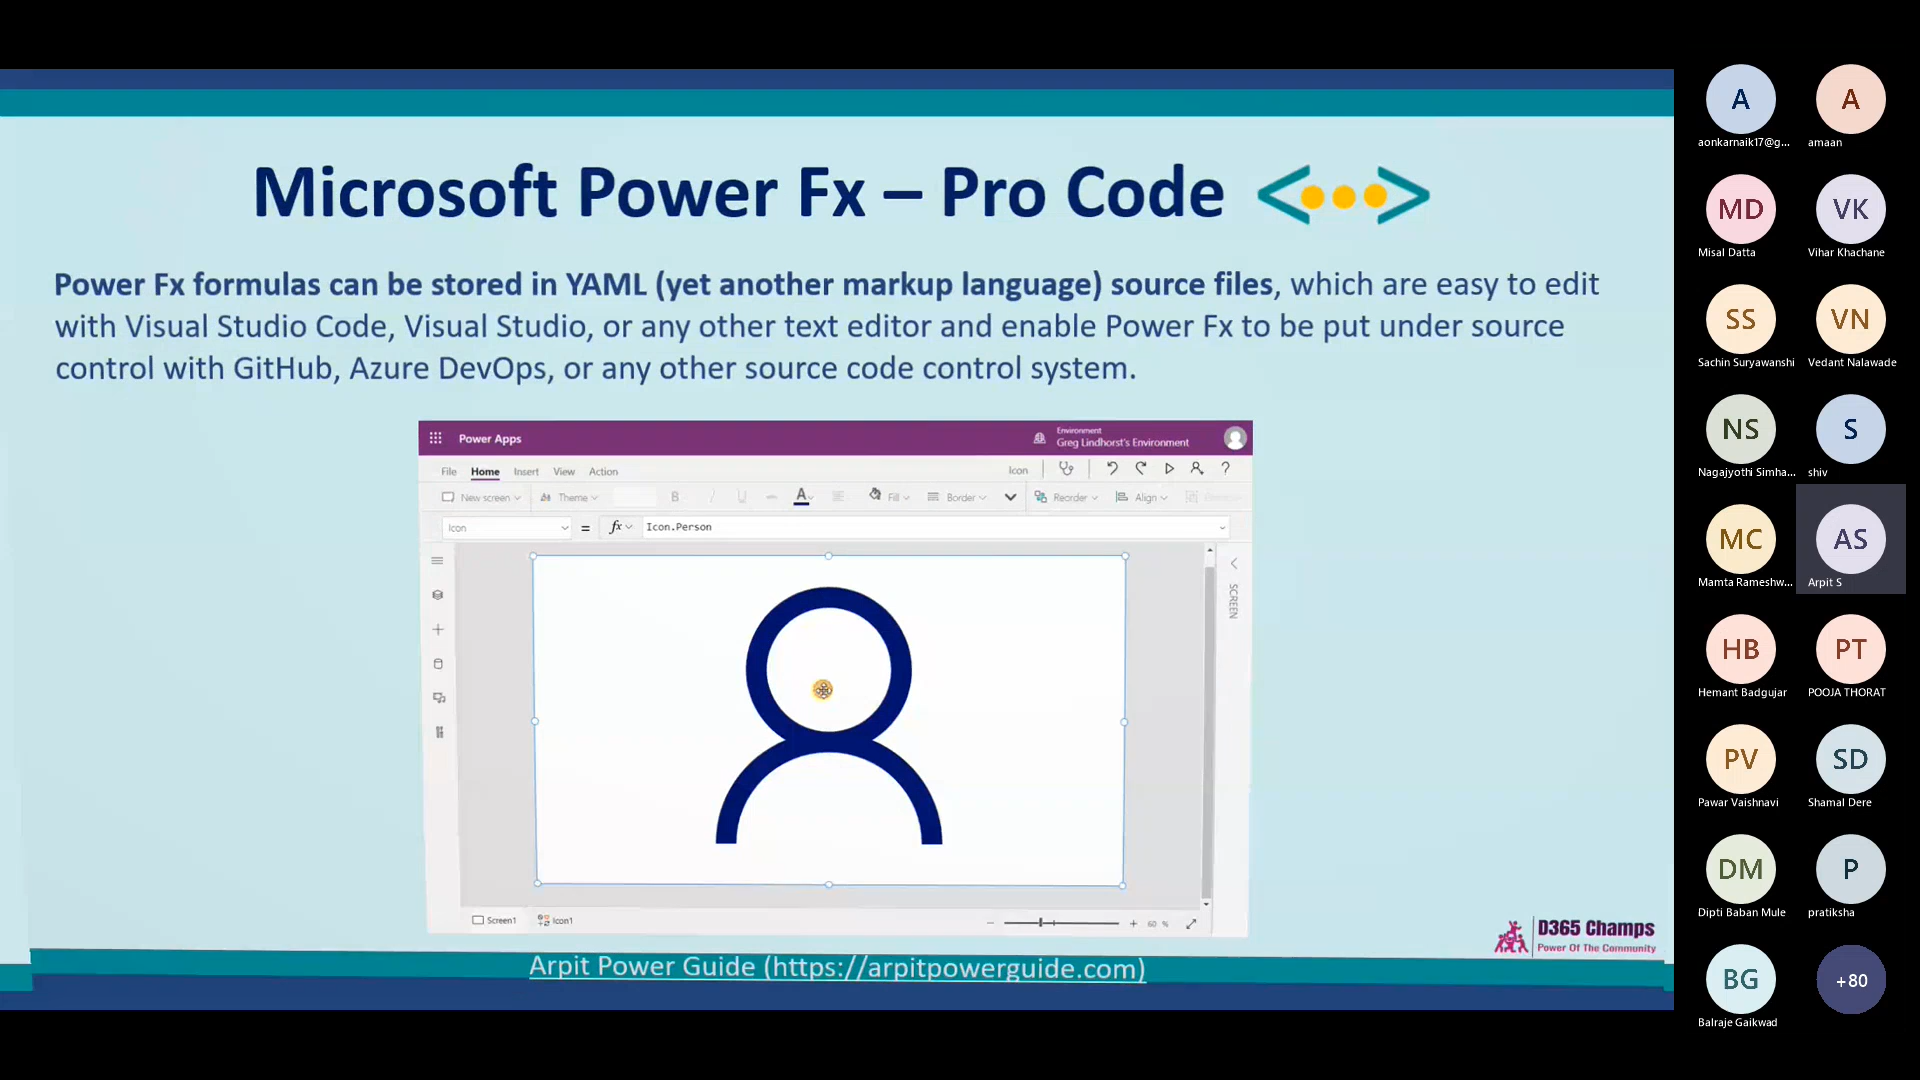 Microsoft Power Fx – Pro Code
Power Fx formulas can be stored in YAML (yet another markup language) source files, which are easy to edit
with Visual Studio Code, Visual Studio, or any other text editor and enable Power Fx to be put under source
control with GitHub, Azure DevOps, or any other source code control system.
Power Apps
Environment
Greg Lindhorst's Environment
File Home Insert View Action
Icon
?
New screen
Theme
B
I
U
A
Fill
Border
Reorder
Align
Icon
=
fx
Icon.Person
SCREEN
Screen1
Icon1
60 %
D365 Champs
Power Of The Community
Arpit Power Guide (https://arpitpowerguide.com)
A
A
aonkarnaik17@g...
amaan
MD
VK
Misal Datta
Vihar Khachane
SS
VN
Sachin Suryawanshi
Vedant Nalawade
NS
S
Nagajyothi Simha...
shiv
MC
AS
Mamta Rameshw...
Arpit S
HB
PT
Hemant Badgujar
POOJA THORAT
PV
SD
Pawar Vaishnavi
Shamal Dere
DM
P
Dipti Baban Mule
pratiksha
BG
+80
Balraje Gaikwad